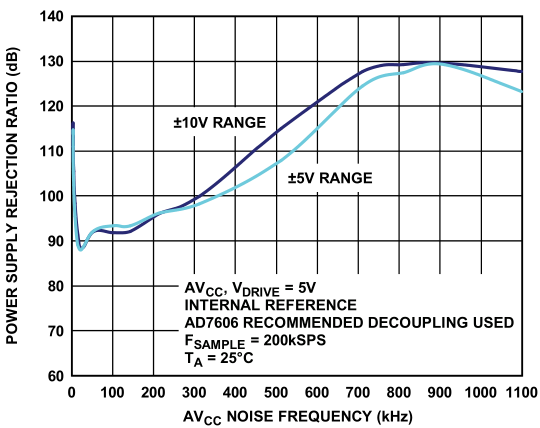 POWER SUPPLY REJECTION RATIO (dB)
140
130
120
110
100
90
80
60
70
60
±10V RANGE
±5V RANGE
AVCC, VDRIVE = 5V
INTERNAL REFERENCE
AD7606 RECOMMENDED DECOUPLING USED
FSAMPLE = 200kSPS
TA = 25°C
0 100 200 300 400 500 600 700 800 900 1000 1100
AVCC NOISE FREQUENCY (kHz)